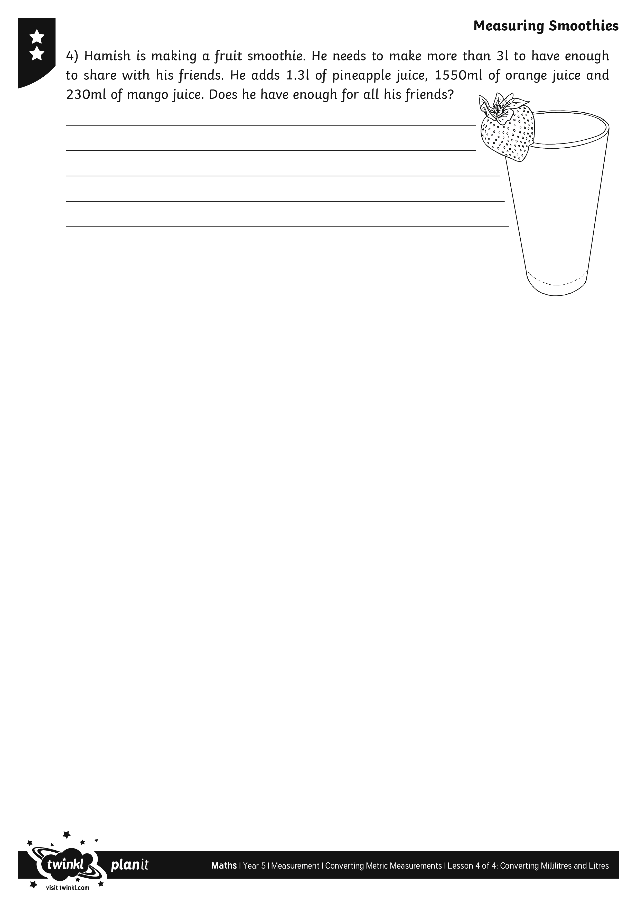 Measuring Smoothies
4) Hamish is making a fruit smoothie. He needs to make more than 3l to have enough
to share with his friends. He adds 1.3l of pineapple juice, 1550ml of orange juice and
230ml of mango juice. Does he have enough for all his friends?
twinkl
planit
visit twinkl.com
Maths | Year 5 | Measurement | Converting Metric Measurements | Lesson 4 of 4: Converting Millilitres and Litres